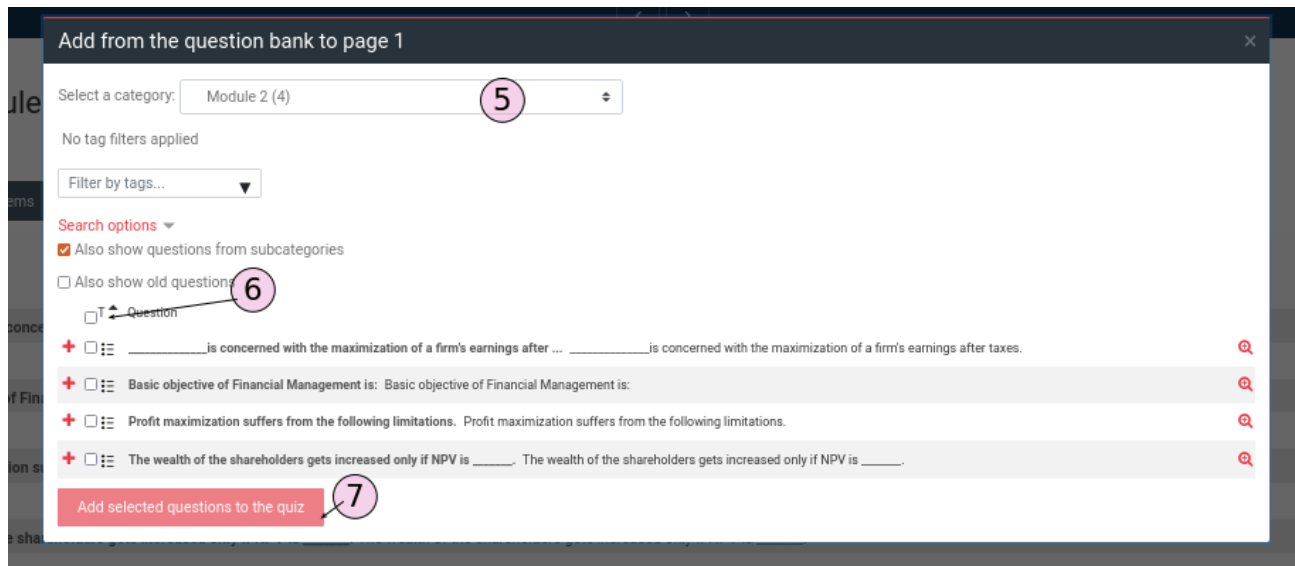 Add from the question bank to page 1 ×
Select a category: Module 2 (4) 5
No tag filters applied
Filter by tags... ▼
Search options
Also show questions from subcategories
Also show old questions 6
T Question
_____________is concerned with the maximization of a firm's earnings after ... _____________is concerned with the maximization of a firm's earnings after taxes.
Basic objective of Financial Management is: Basic objective of Financial Management is:
Profit maximization suffers from the following limitations. Profit maximization suffers from the following limitations.
The wealth of the shareholders gets increased only if NPV is ______. The wealth of the shareholders gets increased only if NPV is ______.
Add selected questions to the quiz 7